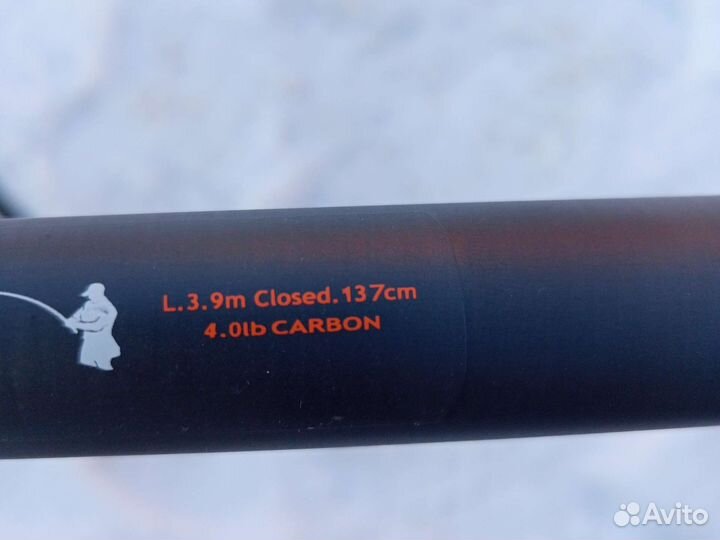 L.3.9m Closed.137cm
4.0lb CARBON
Avito